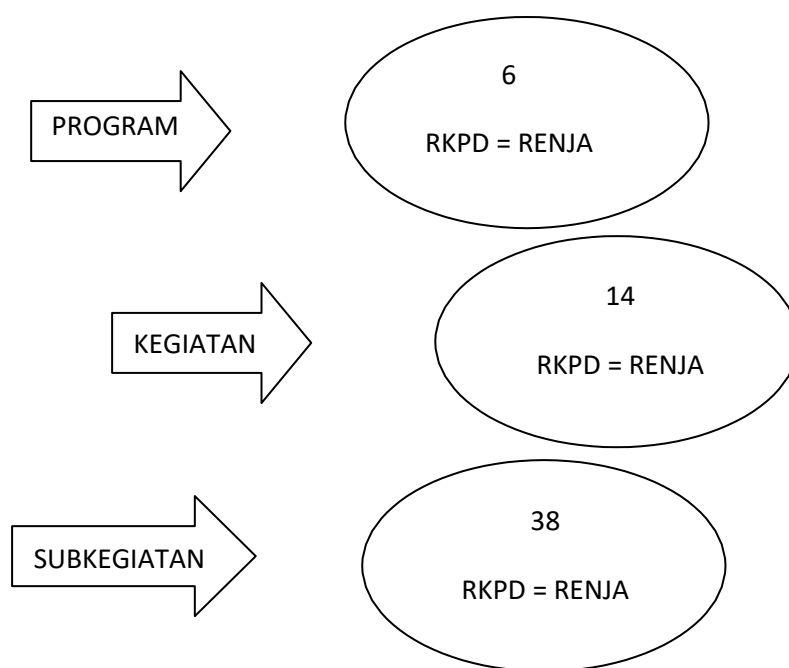 PROGRAM
6
RKPD = RENJA
KEGIATAN
14
RKPD = RENJA
SUBKEGIATAN
38
RKPD = RENJA